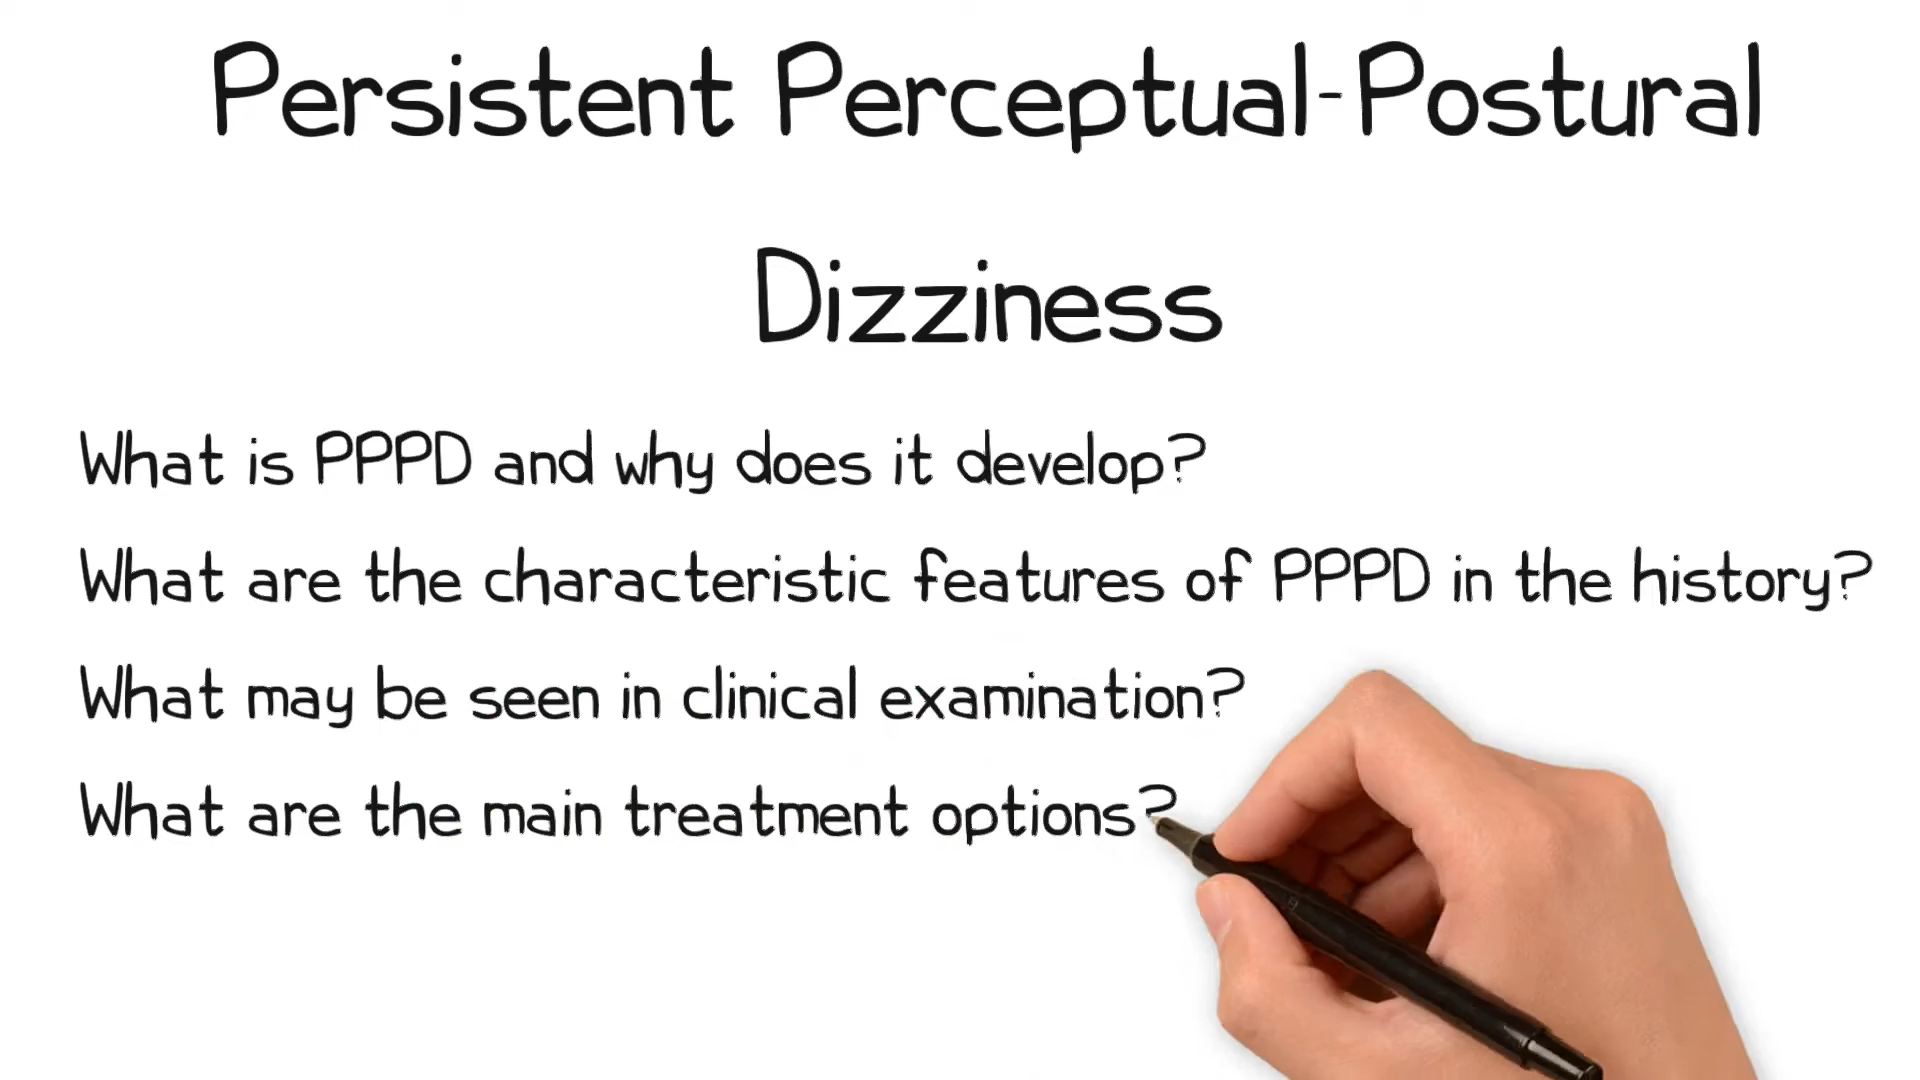 Persistent Perceptual-Postural
Dizziness
What is PPPD and why does it develop?
What are the characteristic features of PPPD in the history?
What may be seen in clinical examination?
What are the main treatment options?